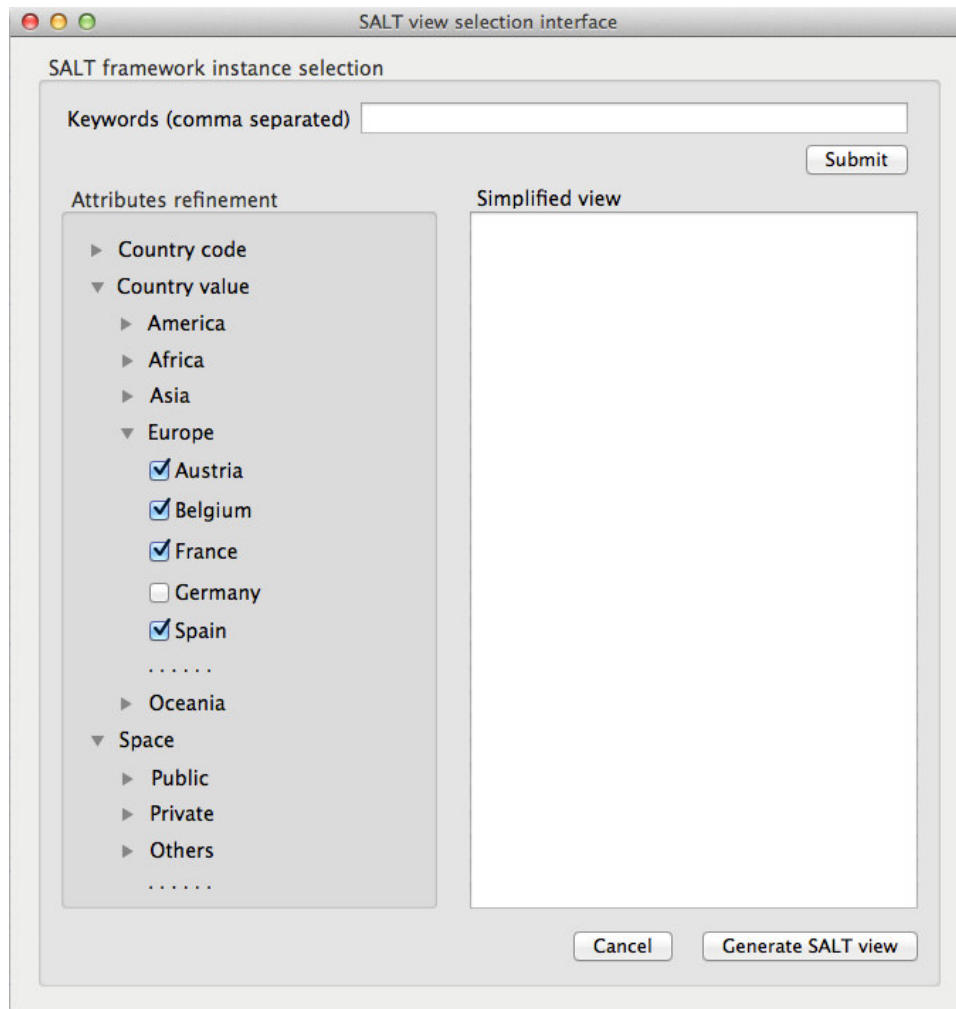 SALT view selection interface
SALT framework instance selection
Keywords (comma separated)
Submit
Attributes refinement
Simplified view
Country code
Country value
America
Africa
Asia
Europe
Austria
Belgium
France
Germany
Spain
. . . . . .
Oceania
Space
Public
Private
Others
. . . . . .
Cancel
Generate SALT view